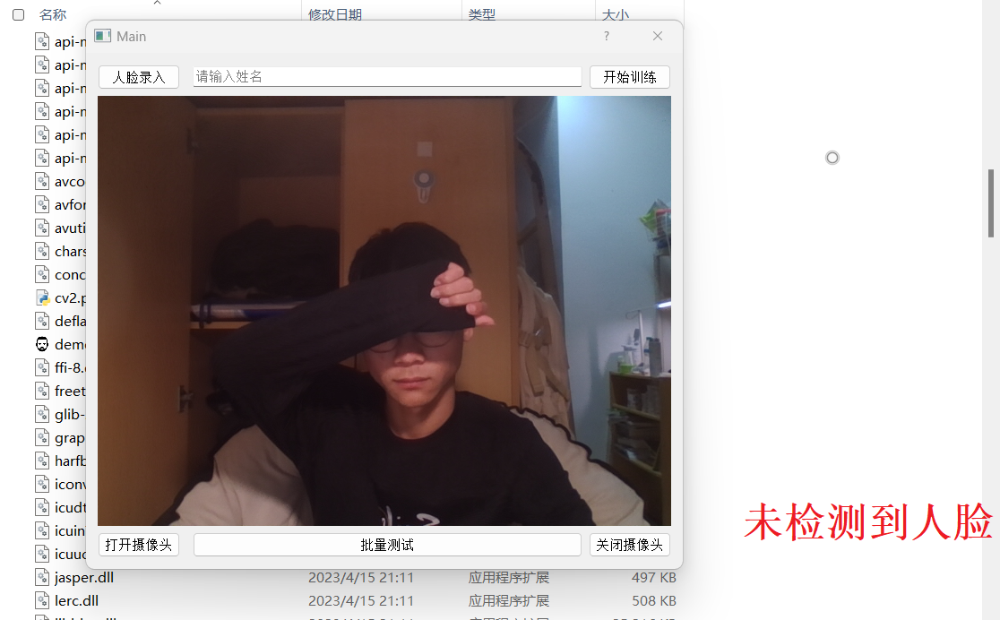 名称 修改日期 类型 大小
Main ? ×
人脸录入 请输入姓名 开始训练
api-m
api-m
api-m
api-m
api-m
api-m
avco
avfor
avuti
chars
conc
cv2.p
defla
demo
ffi-8.
freet
glib-
grap
harfb
iconv
icudt
icuin
icuuc
打开摄像头 批量测试 关闭摄像头
jasper.dll 2023/4/15 21:11 应用程序扩展 497 KB
lerc.dll 2023/4/15 21:11 应用程序扩展 508 KB
未检测到人脸